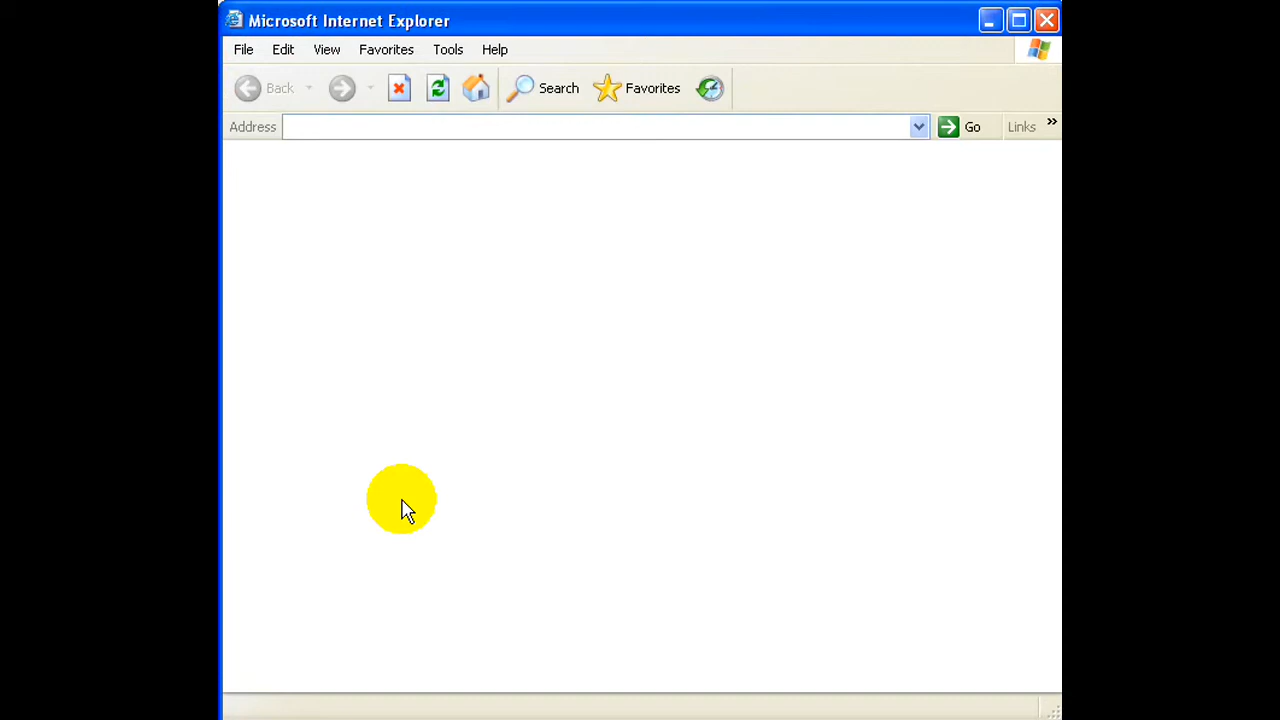 Microsoft Internet Explorer
File Edit View Favorites Tools Help
Back Search Favorites
Address Go Links »